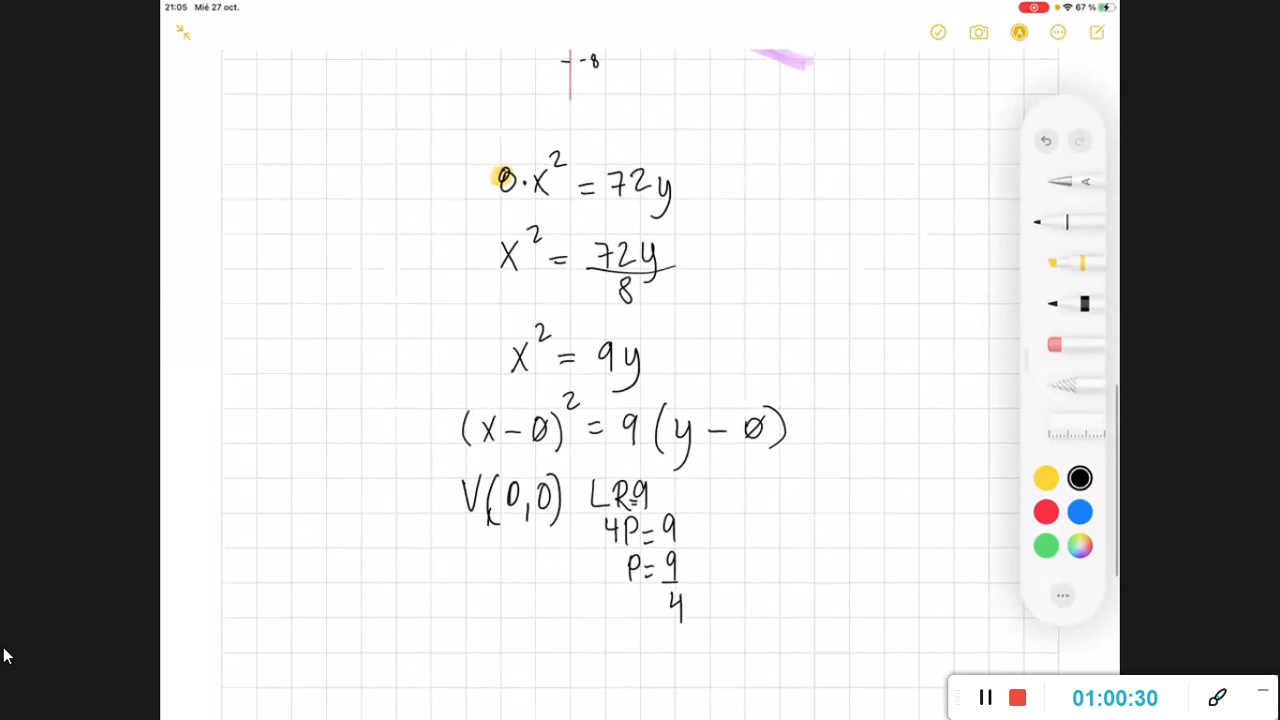 21:05 Mié 27 oct. 67 %
- -8
8·x² = 72y
x² = 72y
8
x² = 9y
(x-0)² = 9(y-0)
V(0,0) LR=9
4P=9
P=9
4
A
01:00:30